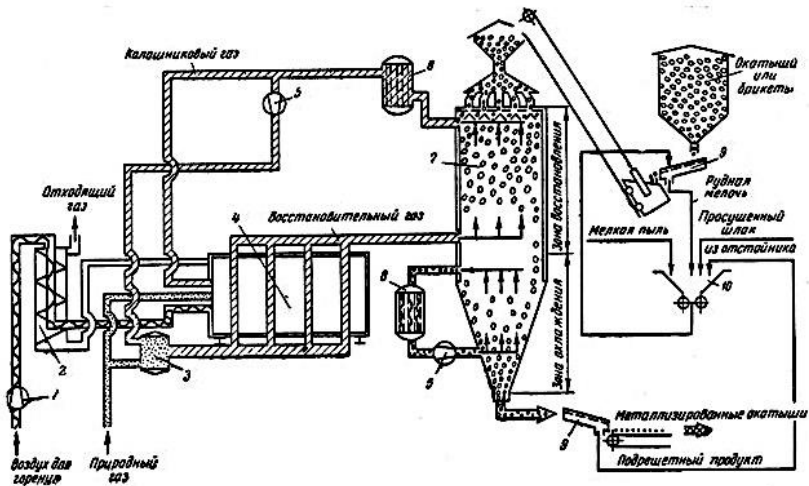 Колошниковый газ
6
5
Окатыши
или
брикеты
7
9
Зона восстановления
Рудная
мелочь
Отходящий
газ
Восстановительный газ
Мелкая пыль
Просушенный
шлак
из отстойника
4
8
10
2
3
5
Зона охлаждения
1
9
Металлизированные окатыши
Воздух для
горения
Природный
газ
Подрешетный продукт